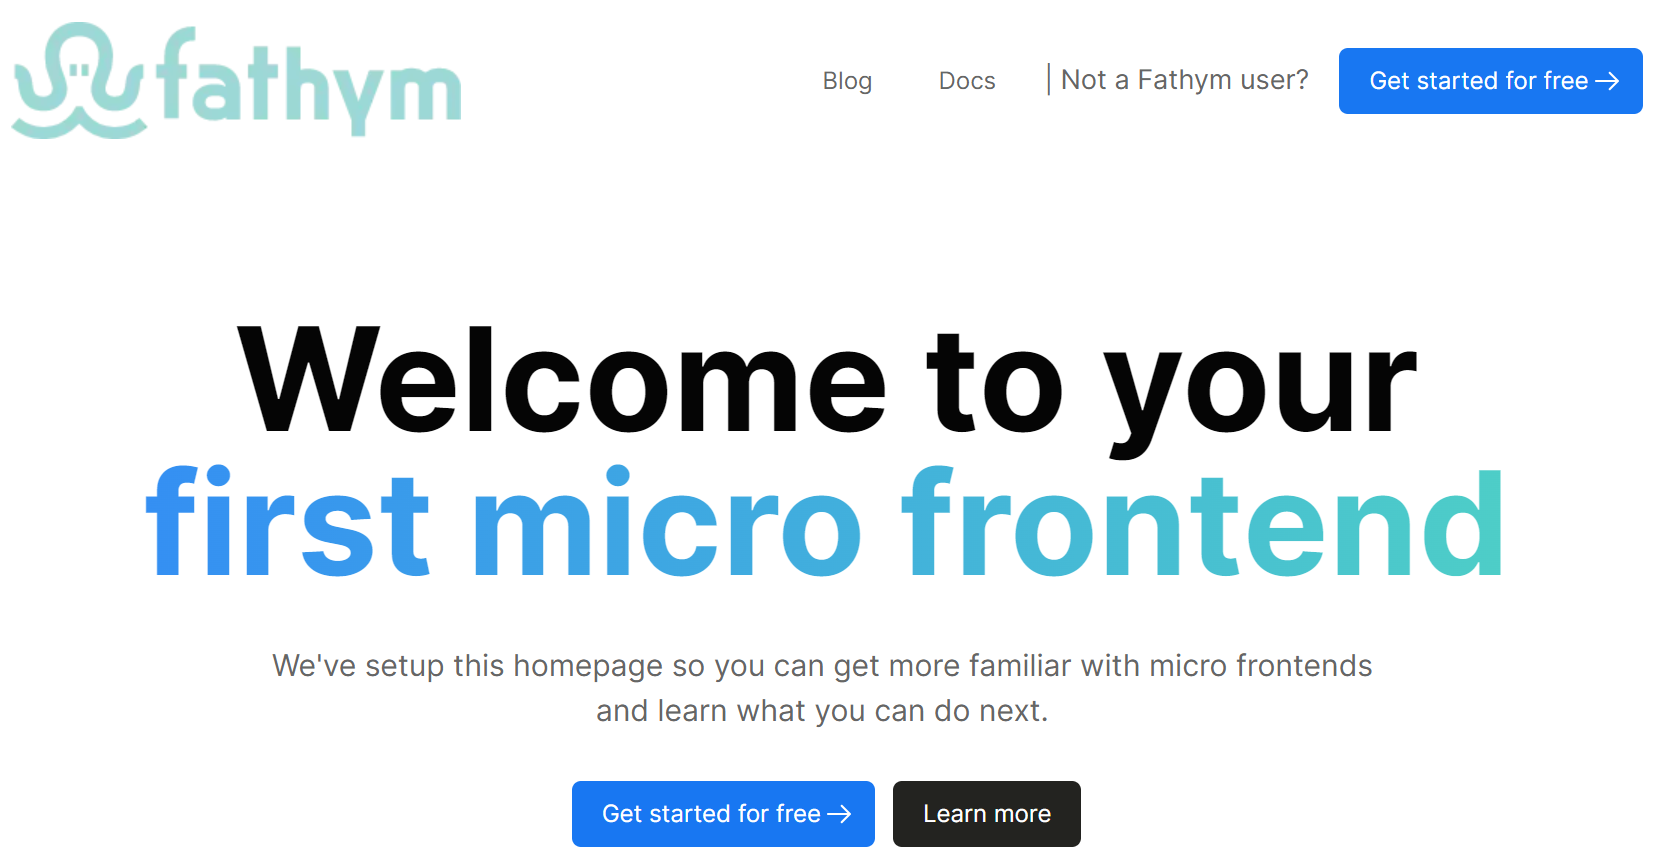 fathym
Blog Docs | Not a Fathym user? Get started for free →
Welcome to your
first micro frontend
We've setup this homepage so you can get more familiar with micro frontends
and learn what you can do next.
Get started for free → Learn more